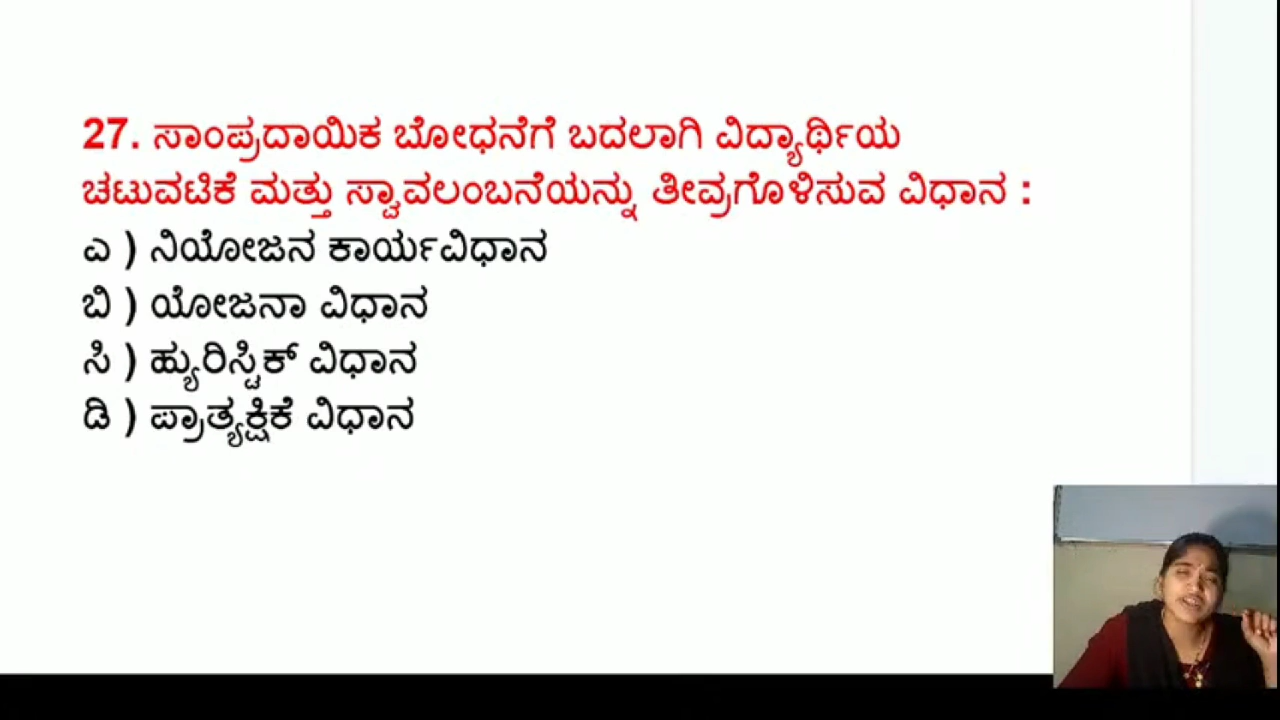 27. ಸಾಂಪ್ರದಾಯಿಕ ಬೋಧನೆಗೆ ಬದಲಾಗಿ ವಿದ್ಯಾರ್ಥಿಯ
ಚಟುವಟಿಕೆ ಮತ್ತು ಸ್ವಾವಲಂಬನೆಯನ್ನು ತೀವ್ರಗೊಳಿಸುವ ವಿಧಾನ :
ಎ ) ನಿಯೋಜನ ಕಾರ್ಯವಿಧಾನ
ಬಿ ) ಯೋಜನಾ ವಿಧಾನ
ಸಿ ) ಹ್ಯುರಿಸ್ಟಿಕ್ ವಿಧಾನ
ಡಿ ) ಪ್ರಾತ್ಯಕ್ಷಿಕೆ ವಿಧಾನ